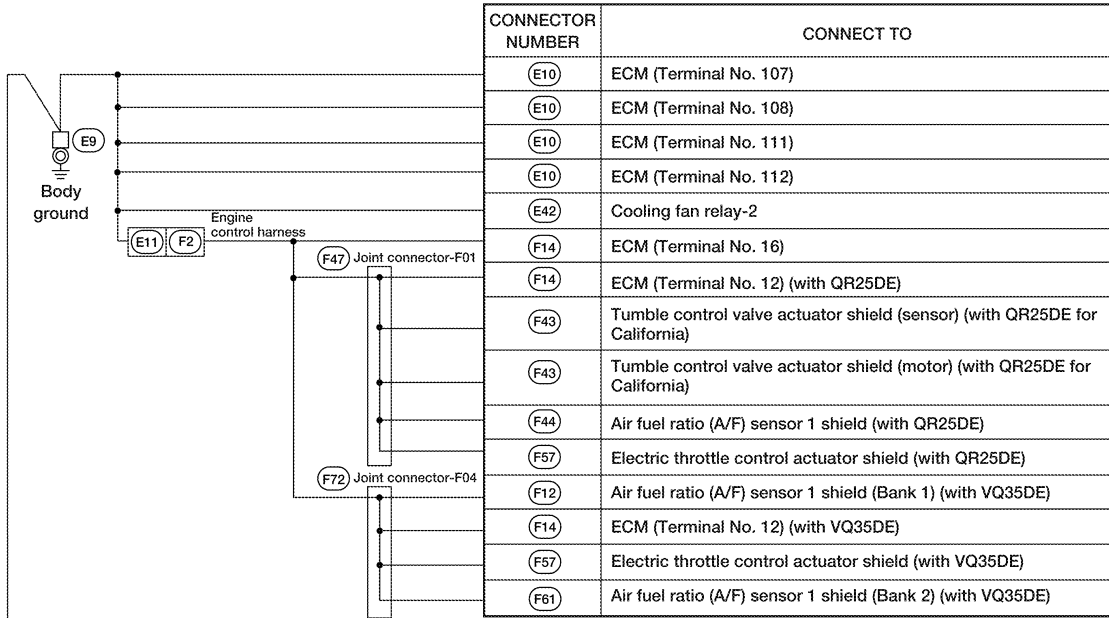 CONNECTOR NUMBER CONNECT TO
E10 ECM (Terminal No. 107)
E10 ECM (Terminal No. 108)
E9
E10 ECM (Terminal No. 111)
E10 ECM (Terminal No. 112)
Body
ground
E42 Cooling fan relay-2
Engine
control harness
E11 F2
F14 ECM (Terminal No. 16)
F47 Joint connector-F01
F14 ECM (Terminal No. 12) (with QR25DE)
F43 Tumble control valve actuator shield (sensor) (with QR25DE for
California)
F43 Tumble control valve actuator shield (motor) (with QR25DE for
California)
F44 Air fuel ratio (A/F) sensor 1 shield (with QR25DE)
F57 Electric throttle control actuator shield (with QR25DE)
F72 Joint connector-F04
F12 Air fuel ratio (A/F) sensor 1 shield (Bank 1) (with VQ35DE)
F14 ECM (Terminal No. 12) (with VQ35DE)
F57 Electric throttle control actuator shield (with VQ35DE)
F61 Air fuel ratio (A/F) sensor 1 shield (Bank 2) (with VQ35DE)